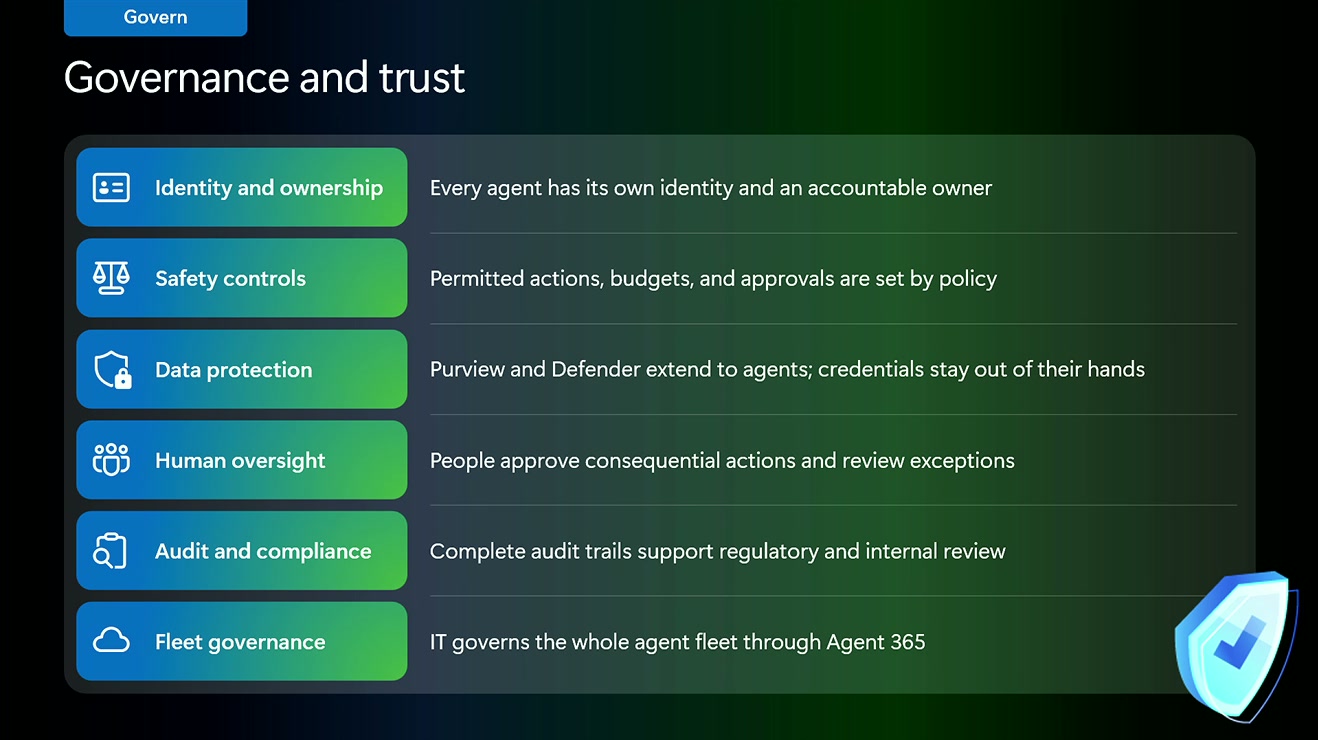 Govern
Governance and trust
Identity and ownership
Every agent has its own identity and an accountable owner
Safety controls
Permitted actions, budgets, and approvals are set by policy
Data protection
Purview and Defender extend to agents; credentials stay out of their hands
Human oversight
People approve consequential actions and review exceptions
Audit and compliance
Complete audit trails support regulatory and internal review
Fleet governance
IT governs the whole agent fleet through Agent 365